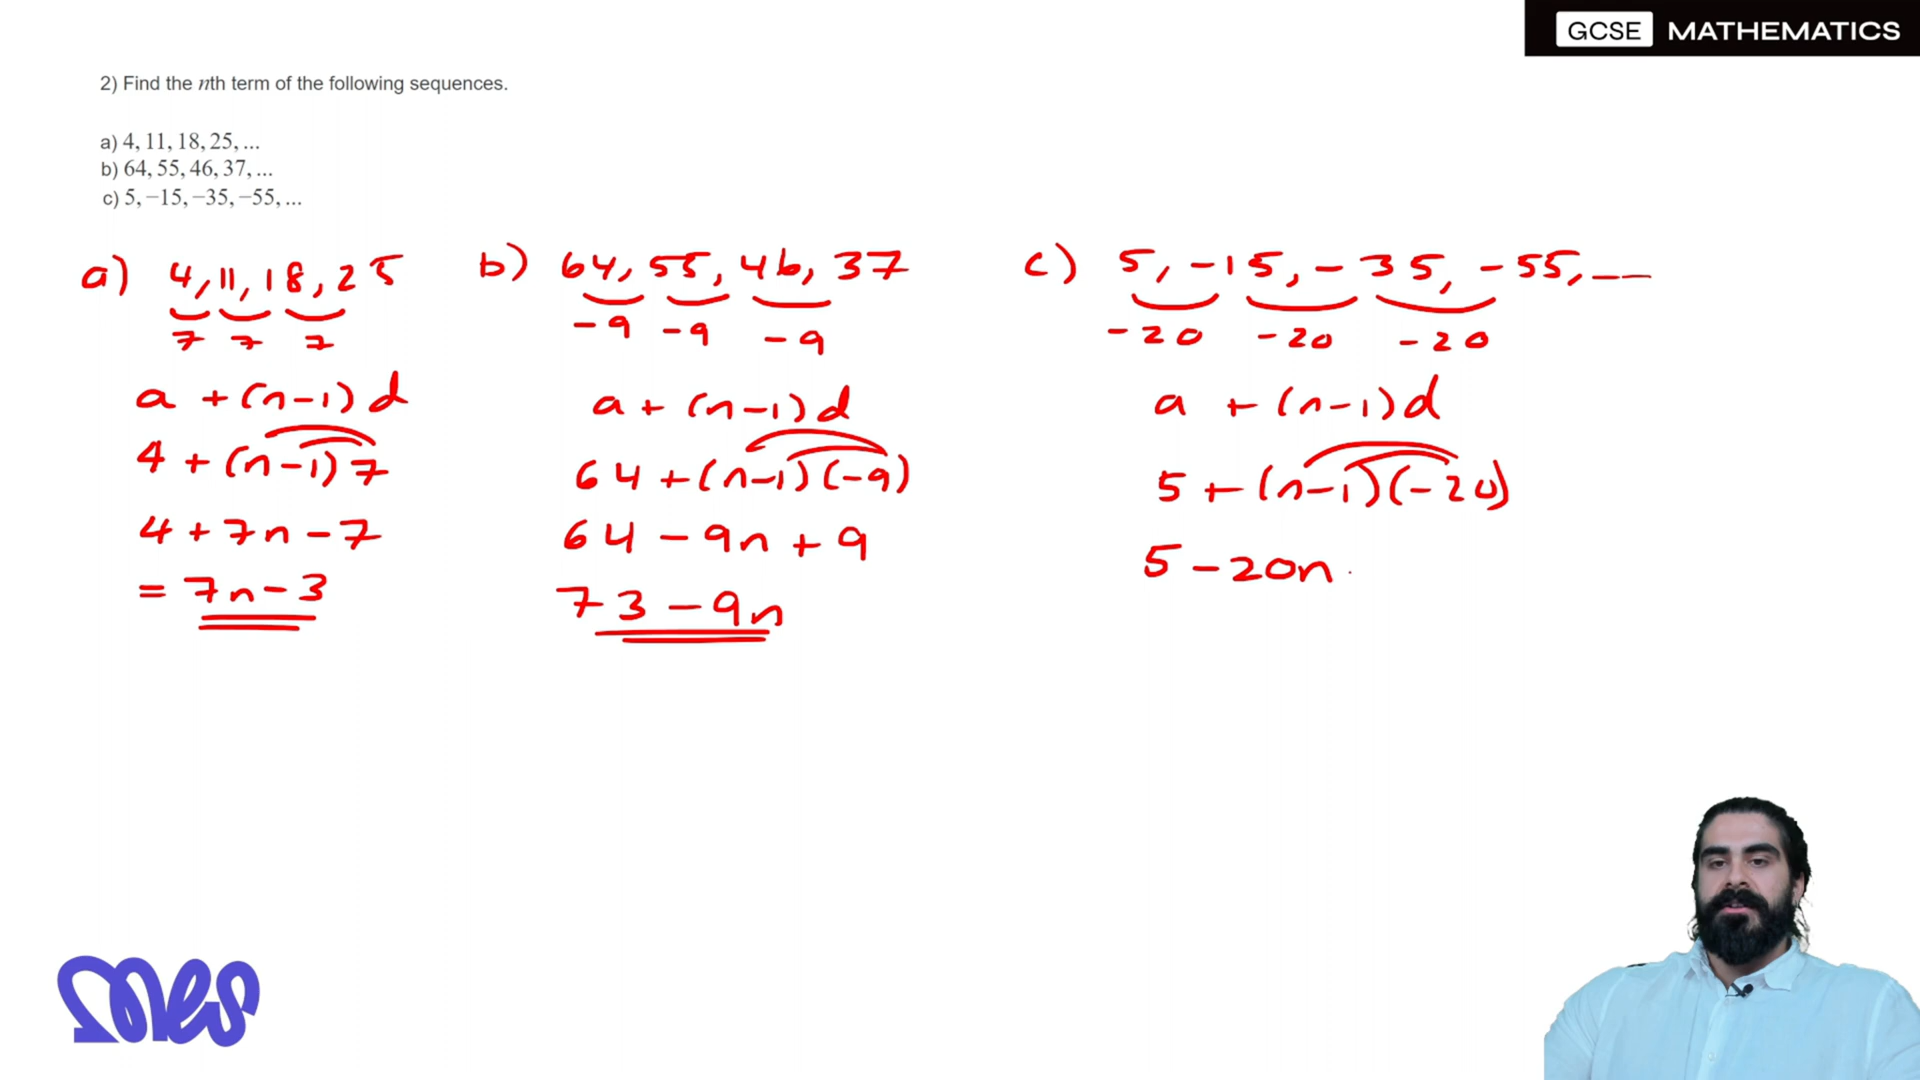 GCSE MATHEMATICS
2) Find the nth term of the following sequences.
a) 4, 11, 18, 25, ...
b) 64, 55, 46, 37, ...
c) 5, −15, −35, −55, ...
a) 4, 11, 18, 25
7 7 7
a + (n-1) d
4 + (n-1) 7
4 + 7n - 7
= 7n - 3
b) 64, 55, 46, 37
-9 -9 -9
a + (n-1) d
64 + (n-1) (-9)
64 - 9n + 9
73 - 9n
c) 5, -15, -35, -55, __
-20 -20 -20
a + (n-1) d
5 + (n-1) (-20)
5 - 20n
mes